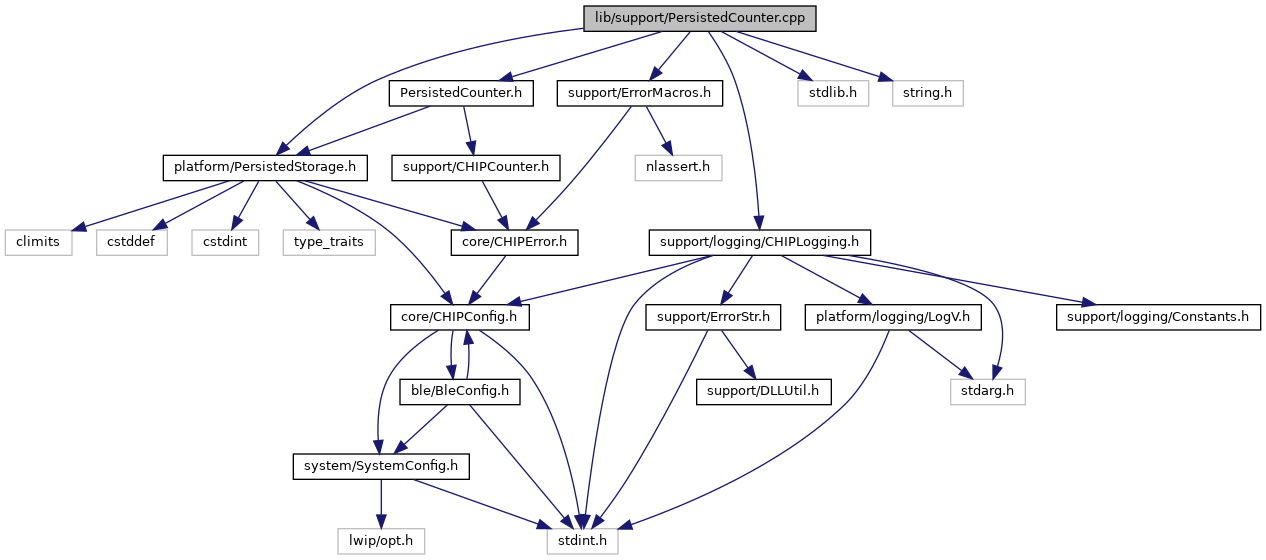 lib/support/PersistedCounter.cpp
PersistedCounter.h
support/ErrorMacros.h
stdlib.h
string.h
platform/PersistedStorage.h
support/CHIPCounter.h
nlassert.h
climits
cstddef
cstdint
type_traits
core/CHIPError.h
support/logging/CHIPLogging.h
core/CHIPConfig.h
support/ErrorStr.h
platform/logging/LogV.h
support/logging/Constants.h
ble/BleConfig.h
support/DLLUtil.h
stdarg.h
system/SystemConfig.h
lwip/opt.h
stdint.h